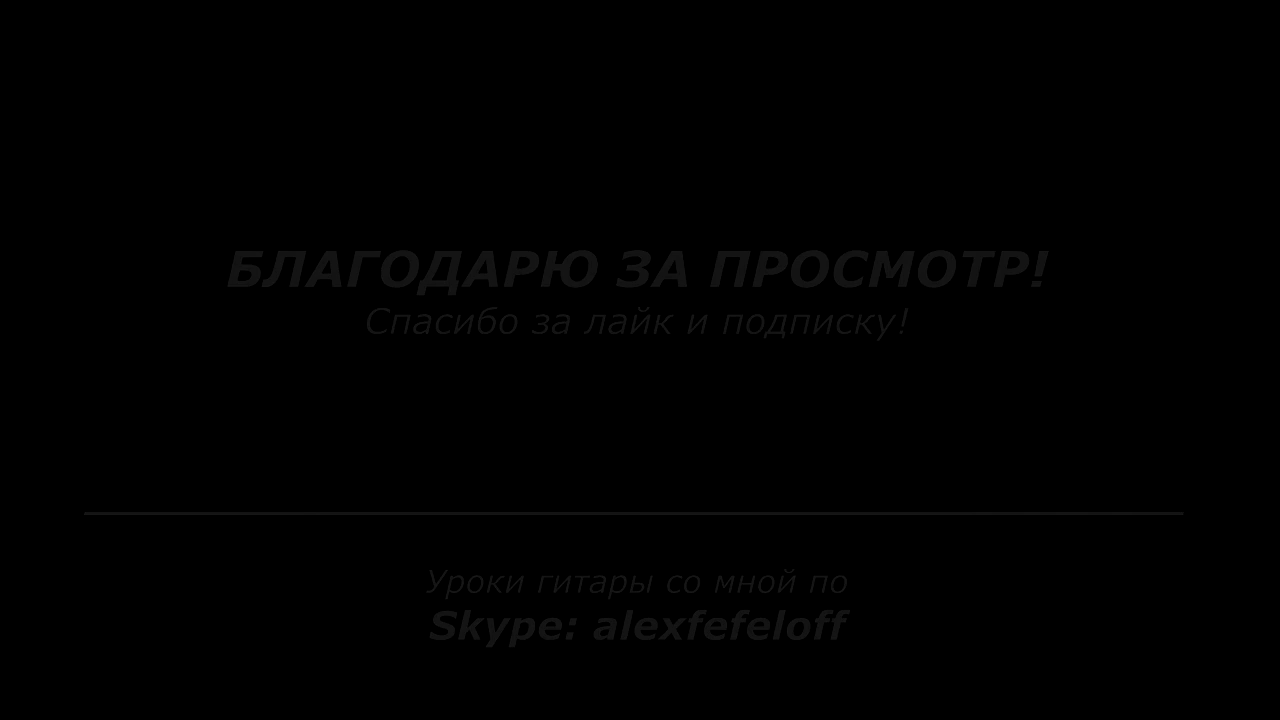 БЛАГОДАРЮ ЗА ПРОСМОТР!
Спасибо за лайк и подписку!
Уроки гитары со мной по
Skype: alexfefeloff